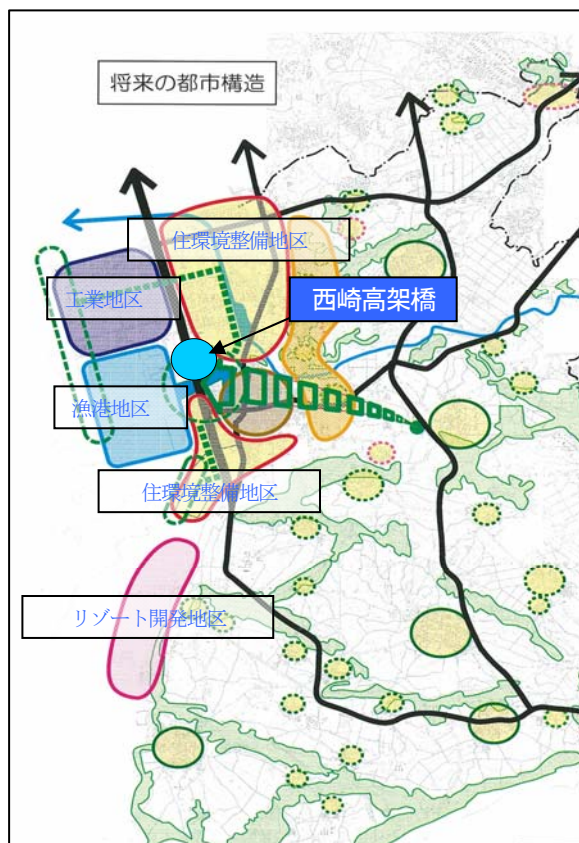 将来の都市構造
住環境整備地区
工業地区
西崎高架橋
漁港地区
住環境整備地区
リゾート開発地区